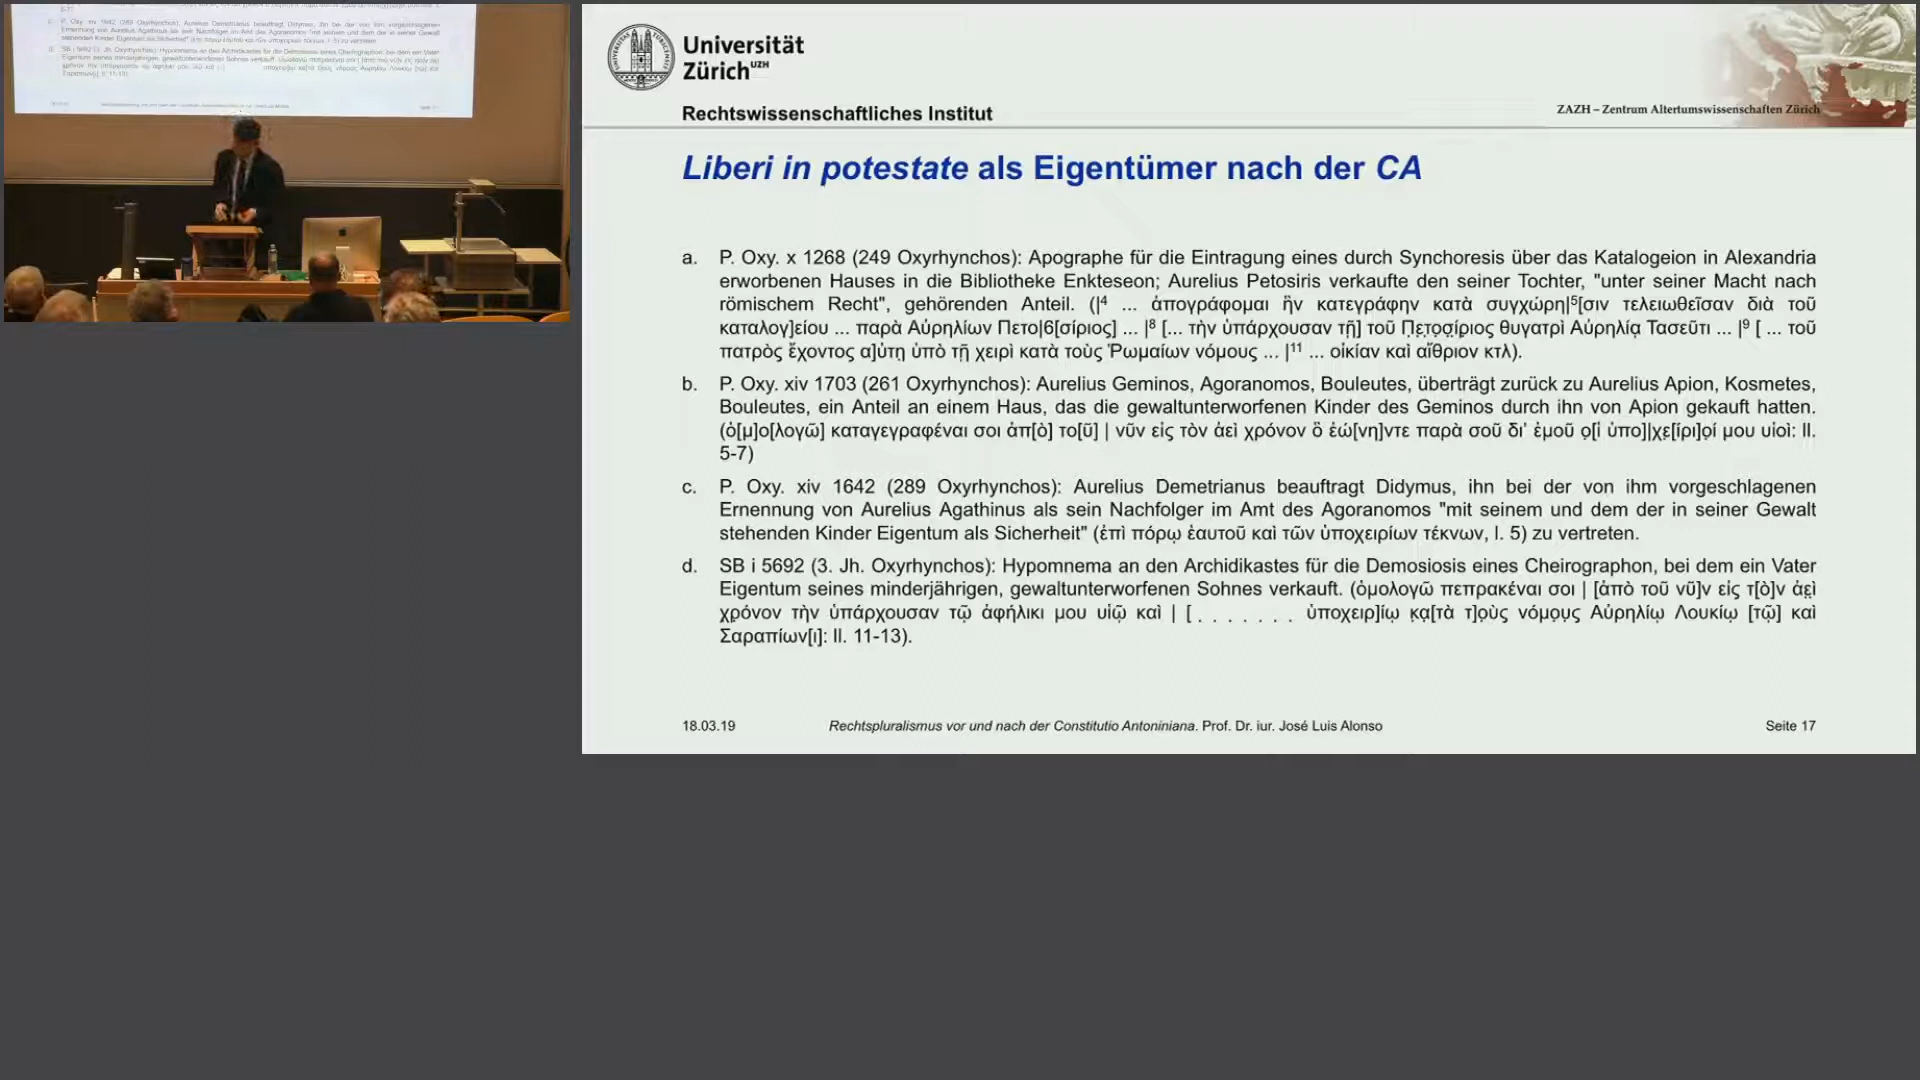 Universität
Zürich UZH
Rechtswissenschaftliches Institut
ZAZH – Zentrum Altertumswissenschaften Zürich
Liberi in potestate als Eigentümer nach der CA
a. P. Oxy. x 1268 (249 Oxyrhynchos): Apographe für die Eintragung eines durch Synchoresis über das Katalogeion in Alexandria
erworbenen Hauses in die Bibliotheke Enkteseon; Aurelius Petosiris verkaufte den seiner Tochter, "unter seiner Macht nach
römischem Recht", gehörenden Anteil. (|⁴ ... ἀπογράφομαι ἣν κατεγράφην κατὰ συγχώρη|⁵[σιν τελειωθεῖσαν διὰ τοῦ
καταλογ]είου ... παρὰ Αὐρηλίων Πετο|6[σίριος] ... |⁸ [... τὴν ὑπάρχουσαν τῇ] τοῦ Π̣ε̣τ̣ο̣σ̣ίριος θυγατρὶ Αὐρηλίᾳ Τασεῦτι ... |⁹ [ ... τοῦ
πατρὸς ἔχοντος α]ὐ̣τη ὑπὸ τῇ χειρὶ κατὰ τοὺς Ῥωμαίων νόμους ... |¹¹ ... οἰκίαν καὶ αἴθριον κτλ).
b. P. Oxy. xiv 1703 (261 Oxyrhynchos): Aurelius Geminos, Agoranomos, Bouleutes, überträgt zurück zu Aurelius Apion, Kosmetes,
Bouleutes, ein Anteil an einem Haus, das die gewaltunterworfenen Kinder des Geminos durch ihn von Apion gekauft hatten.
(ὁ[μ]ο[λογῶ] καταγεγραφέναι σοι ἀπ[ὸ] το[ῦ] | νῦν εἰς τὸν ἀεὶ χρόνον ὃ ἐώ[νη]ντε παρὰ σοῦ δι' ἐμοῦ ο̣[ἱ ὑπο]|χε̣[ίρι]ο̣ί μου υἱοί: ll.
5-7)
c. P. Oxy. xiv 1642 (289 Oxyrhynchos): Aurelius Demetrianus beauftragt Didymus, ihn bei der von ihm vorgeschlagenen
Ernennung von Aurelius Agathinus als sein Nachfolger im Amt des Agoranomos "mit seinem und dem der in seiner Gewalt
stehenden Kinder Eigentum als Sicherheit" (ἐπὶ πόρῳ ἑαυτοῦ καὶ τῶν ὑποχειρίων τέκνων, l. 5) zu vertreten.
d. SB i 5692 (3. Jh. Oxyrhynchos): Hypomnema an den Archidikastes für die Demosiosis eines Cheirographon, bei dem ein Vater
Eigentum seines minderjährigen, gewaltunterworfenen Sohnes verkauft. (ὁμολογῶ πεπρακέναι σοι | [ἀπὸ τοῦ νῦ]ν εἰς τ[ὸ]ν ἀε̣ὶ
χρ̣όνον τὴν ὑπάρχουσαν τῷ ἀφήλικι μου υἱῷ καὶ | [ . . . . . . . ὑποχειρ]ίῳ κα̣[τὰ τ]ο̣ὺς νόμο̣υ̣ς Αὐρηλίῳ Λουκίῳ [τῷ] καὶ
Σαραπίων[ι]: ll. 11-13).
18.03.19
Rechtspluralismus vor und nach der Constitutio Antoniniana. Prof. Dr. iur. José Luis Alonso
Seite 17